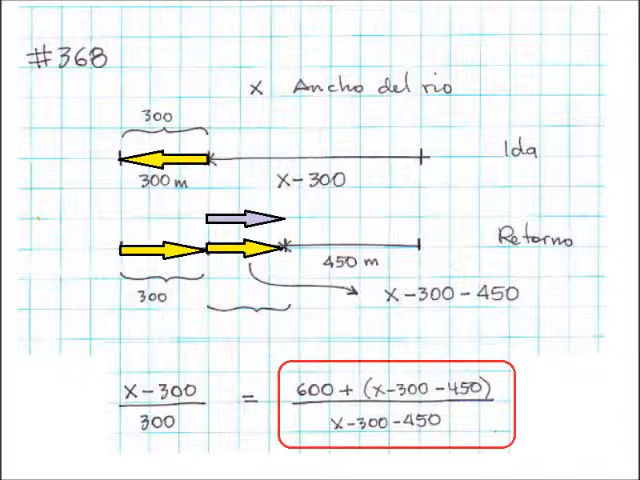 #368
x Ancho del rio
300
Ida
300 m
x-300
Retorno
450 m
300
x-300-450
x-300 / 300 = 600 + (x-300-450) / x-300-450